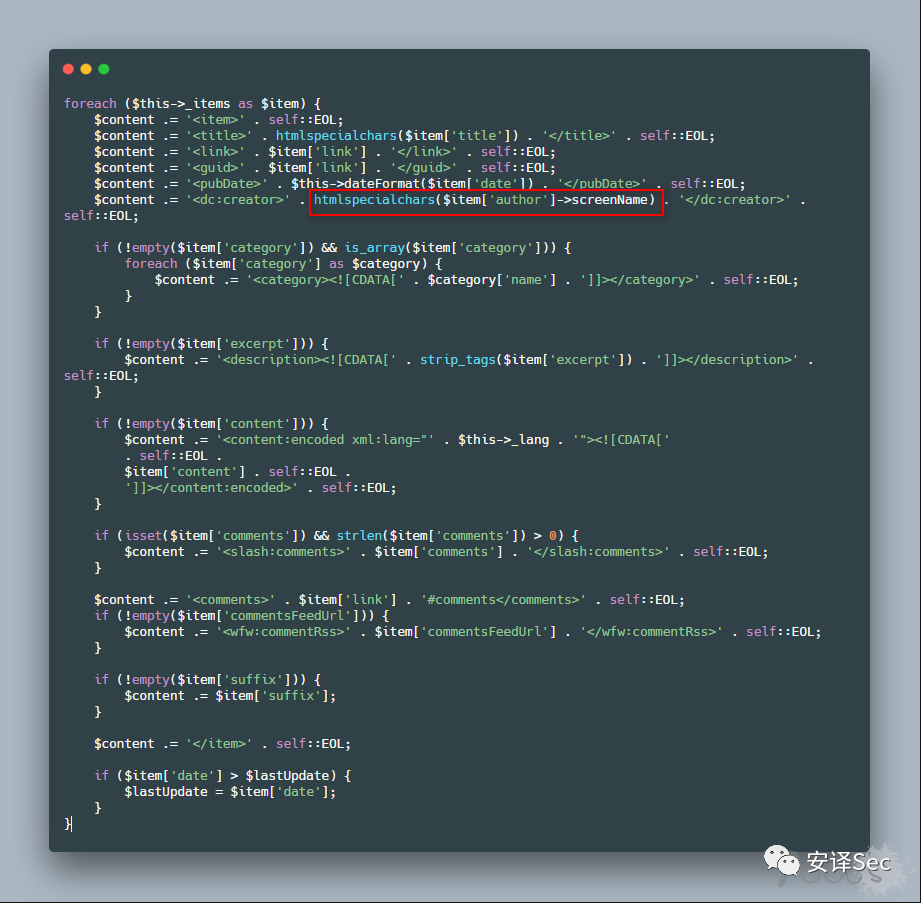 foreach ($this->_items as $item) {
    $content .= '<item>' . self::EOL;
    $content .= '<title>' . htmlspecialchars($item['title']) . '</title>' . self::EOL;
    $content .= '<link>' . $item['link'] . '</link>' . self::EOL;
    $content .= '<guid>' . $item['link'] . '</guid>' . self::EOL;
    $content .= '<pubDate>' . $this->dateFormat($item['date']) . '</pubDate>' . self::EOL;
    $content .= '<dc:creator>' . htmlspecialchars($item['author']->screenName) . '</dc:creator>' .
self::EOL;
    if (!empty($item['category']) && is_array($item['category'])) {
        foreach ($item['category'] as $category) {
            $content .= '<category><![CDATA[' . $category['name'] . ']]></category>' . self::EOL;
        }
    }
    if (!empty($item['excerpt'])) {
        $content .= '<description><![CDATA[' . strip_tags($item['excerpt']) . ']]></description>' .
self::EOL;
    }
    if (!empty($item['content'])) {
        $content .= '<content:encoded xml:lang="' . $this->_lang . '"><![CDATA['
        . self::EOL .
        $item['content'] . self::EOL .
        ']]></content:encoded>' . self::EOL;
    }
    if (isset($item['comments']) && strlen($item['comments']) > 0) {
        $content .= '<slash:comments>' . $item['comments'] . '</slash:comments>' . self::EOL;
    }
    $content .= '<comments>' . $item['link'] . '#comments</comments>' . self::EOL;
    if (!empty($item['commentsFeedUrl'])) {
        $content .= '<wfw:commentRss>' . $item['commentsFeedUrl'] . '</wfw:commentRss>' . self::EOL;
    }
    if (!empty($item['suffix'])) {
        $content .= $item['suffix'];
    }
    $content .= '</item>' . self::EOL;
    if ($item['date'] > $lastUpdate) {
        $lastUpdate = $item['date'];
    }
}
安译Sec